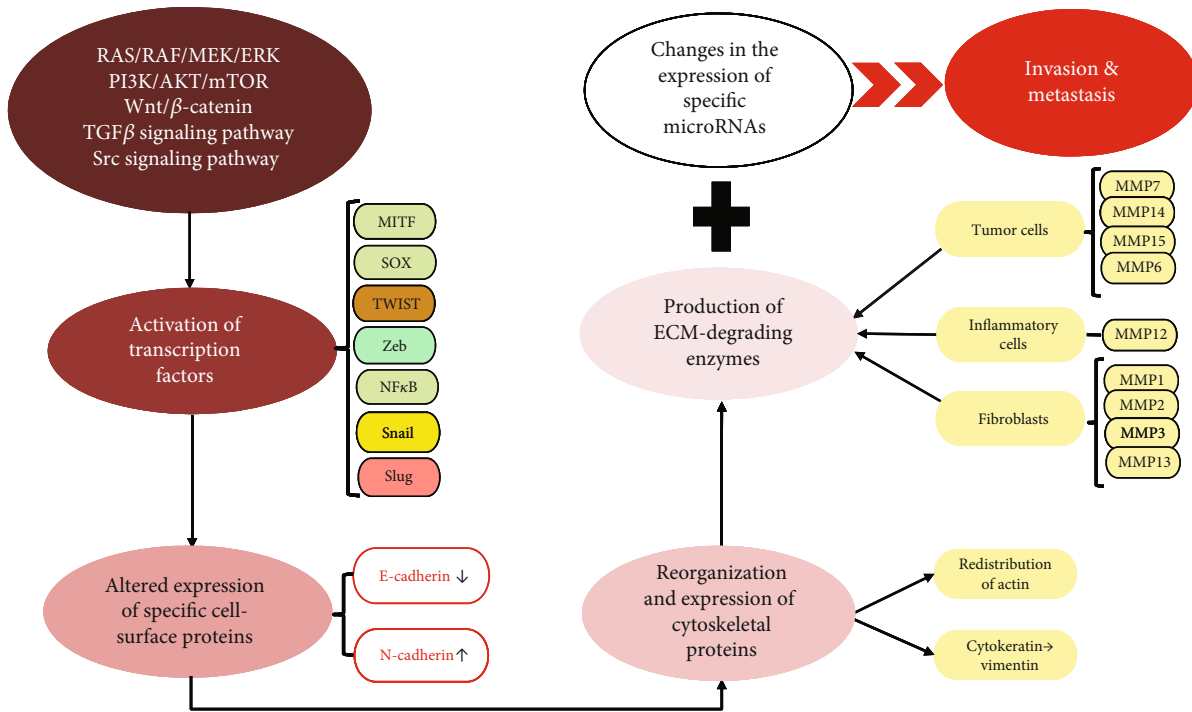 RAS/RAF/MEK/ERK
PI3K/AKT/mTOR
Wnt/β-catenin
TGFβ signaling pathway
Src signaling pathway
Activation of
transcription
factors
MITF
SOX
TWIST
Zeb
NFκB
Snail
Slug
Altered expression
of specific cell-
surface proteins
E-cadherin ↓
N-cadherin ↑
Reorganization
and expression of
cytoskeletal
proteins
Redistribution
of actin
Cytokeratin→
vimentin
Production of
ECM-degrading
enzymes
Tumor cells
MMP7
MMP14
MMP15
MMP6
Inflammatory
cells
MMP12
Fibroblasts
MMP1
MMP2
MMP3
MMP13
Changes in the
expression of
specific
microRNAs
Invasion &
metastasis